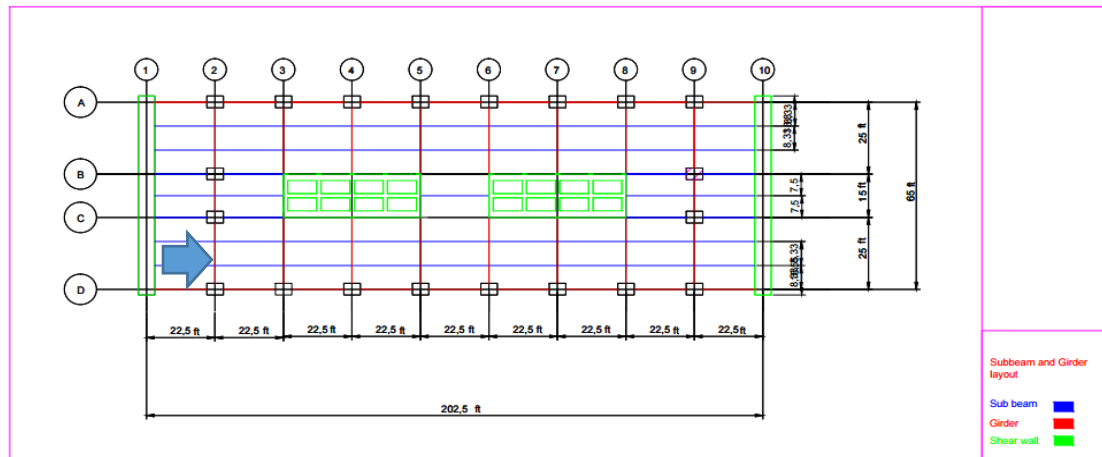 1 2 3 4 5 6 7 8 9 10
A
B
C
D
25 ft
15 ft
25 ft
65 ft
7,5
7,5
22,5 ft 22,5 ft 22,5 ft 22,5 ft 22,5 ft 22,5 ft 22,5 ft 22,5 ft 22,5 ft
202,5 ft
Subbeam and Girder
layout
Sub beam
Girder
Shear wall